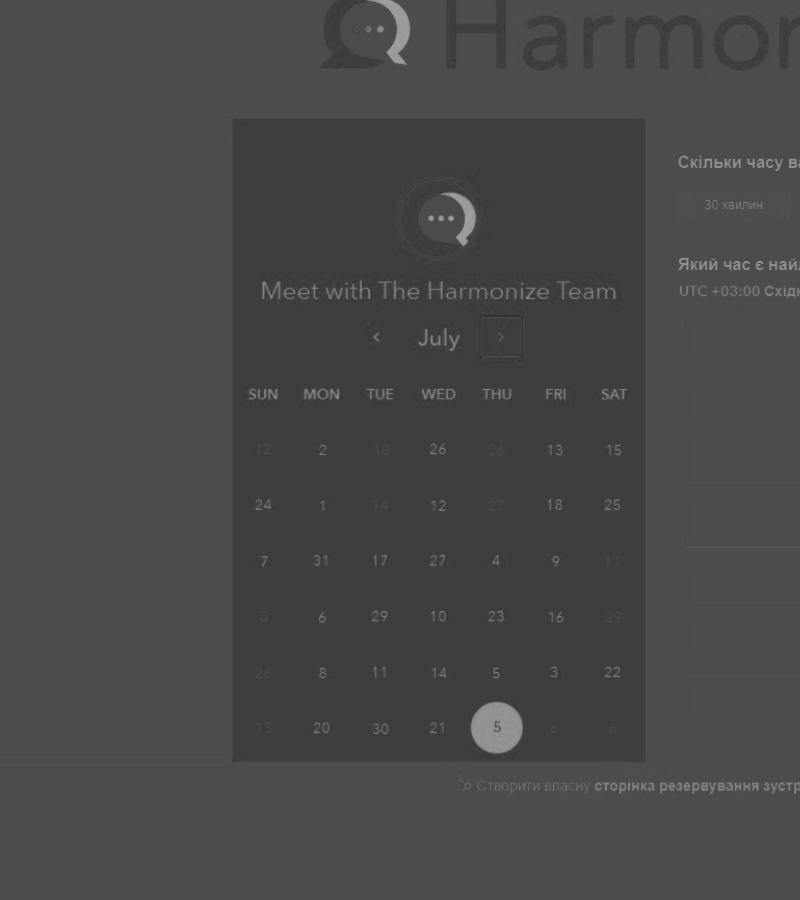 Harmon
Meet with The Harmonize Team
‹ July ›
SUN MON TUE WED THU FRI SAT
12 2 10 26 26 13 15
24 1 14 12 27 18 25
7 31 17 27 4 9 11
8 6 29 10 23 16 29
26 8 11 14 5 3 22
13 20 30 21 5 6 6
Скільки часу ва
30 хвилин
Який час є най
UTC +03:00 Східн
Створити власну сторінка резервування зустр